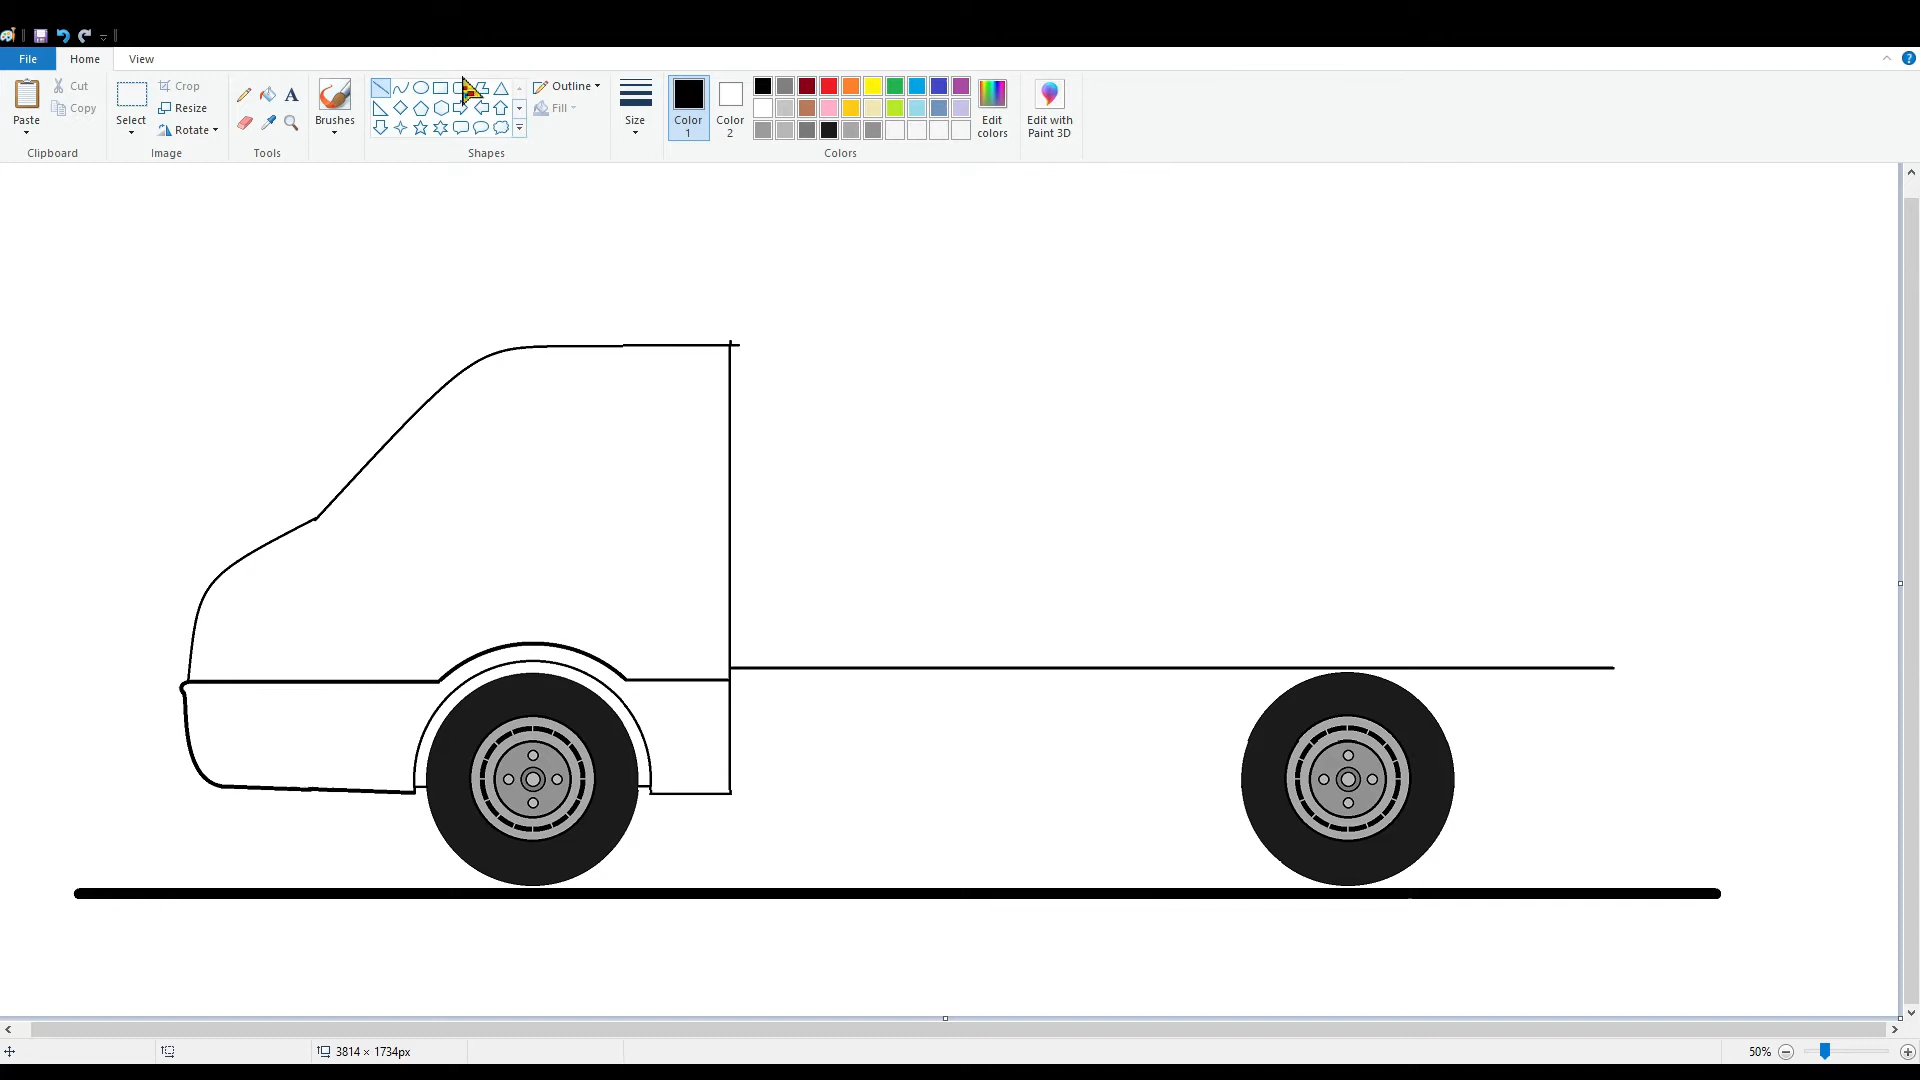 File Home View
Paste
Cut
Copy
Clipboard
Select
Crop
Resize
Rotate
Image
A
Tools
Brushes
Outline
Fill
Shapes
Size
Color
1
Color
2
Edit
colors
Colors
Edit with
Paint 3D
?
3814 × 1734px
50%